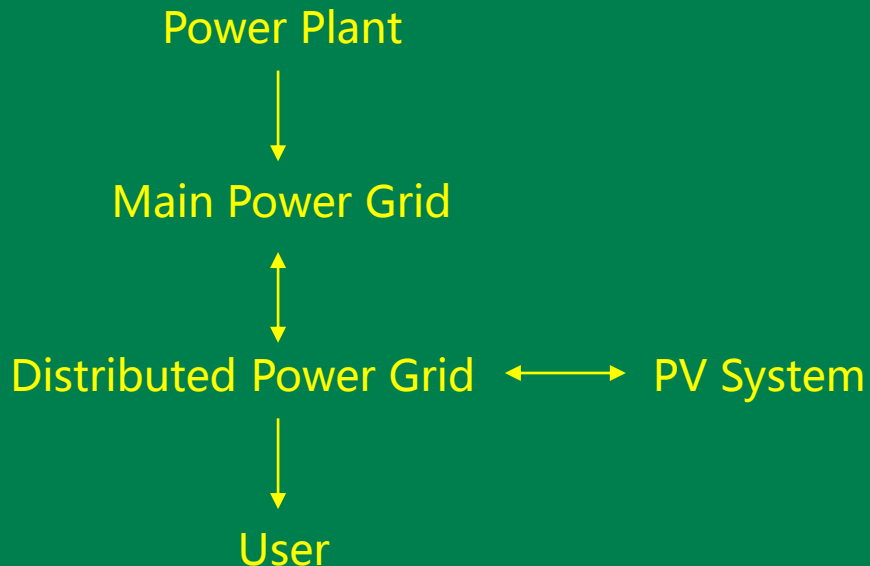 Power Plant
Main Power Grid
Distributed Power Grid
PV System
User